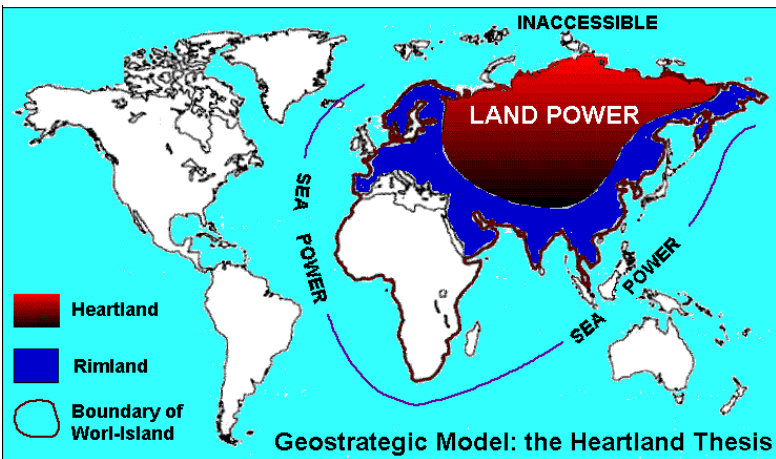 INACCESSIBLE
LAND POWER
SEA POWER
SEA POWER
Heartland
Rimland
Boundary of
Worl-Island
Geostrategic Model: the Heartland Thesis